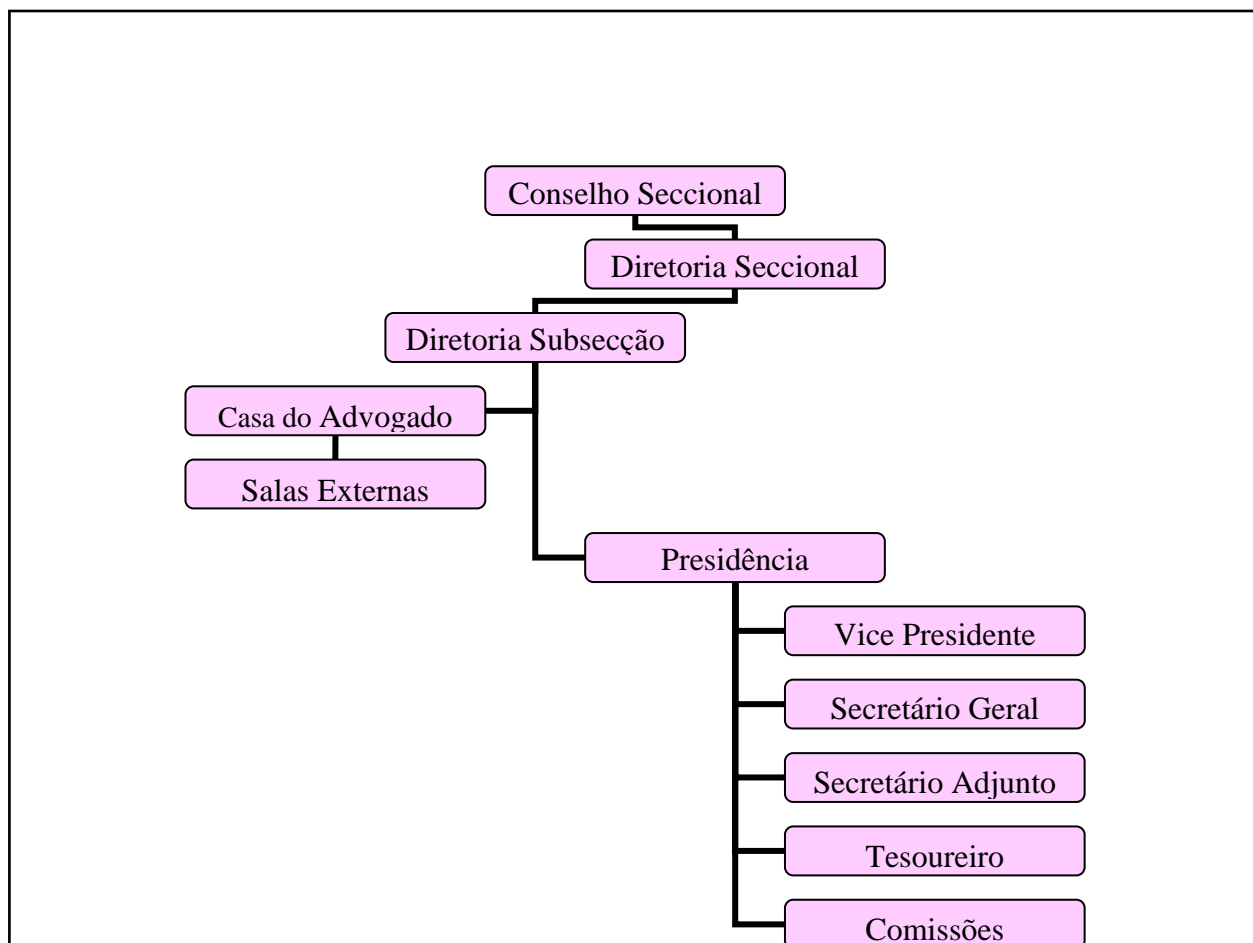 Conselho Seccional
Diretoria Seccional
Diretoria Subsecção
Casa do Advogado
Salas Externas
Presidência
Vice Presidente
Secretário Geral
Secretário Adjunto
Tesoureiro
Comissões